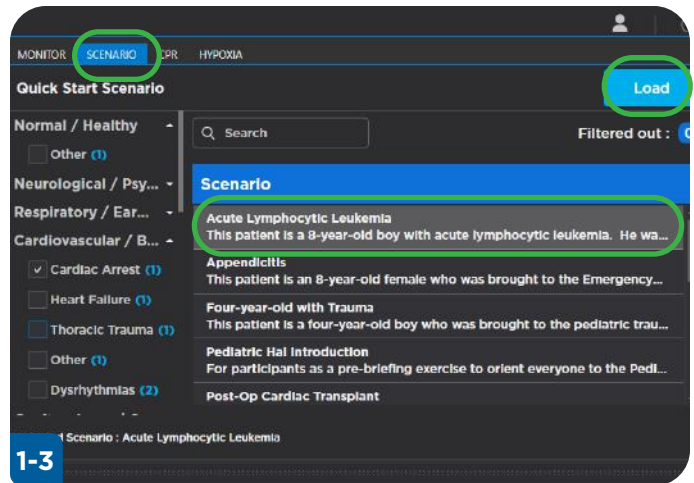 MONITOR SCENARIO CPR HYPOXIA
Quick Start Scenario
Load
Normal / Healthy
Other (1)
Neurological / Psy...
Respiratory / Ear...
Cardiovascular / B...
Cardiac Arrest (1)
Heart Failure (1)
Thoracic Trauma (1)
Other (1)
Dysrhythmias (2)
Search
Filtered out :
Scenario
Acute Lymphocytic Leukemia
This patient is a 8-year-old boy with acute lymphocytic leukemia. He wa...
Appendicitis
This patient is an 8-year-old female who was brought to the Emergency...
Four-year-old with Trauma
This patient is a four-year-old boy who was brought to the pediatric trau...
Pediatric Hal Introduction
For participants as a pre-briefing exercise to orient everyone to the Pedi...
Post-Op Cardiac Transplant
Scenario : Acute Lymphocytic Leukemia
1-3